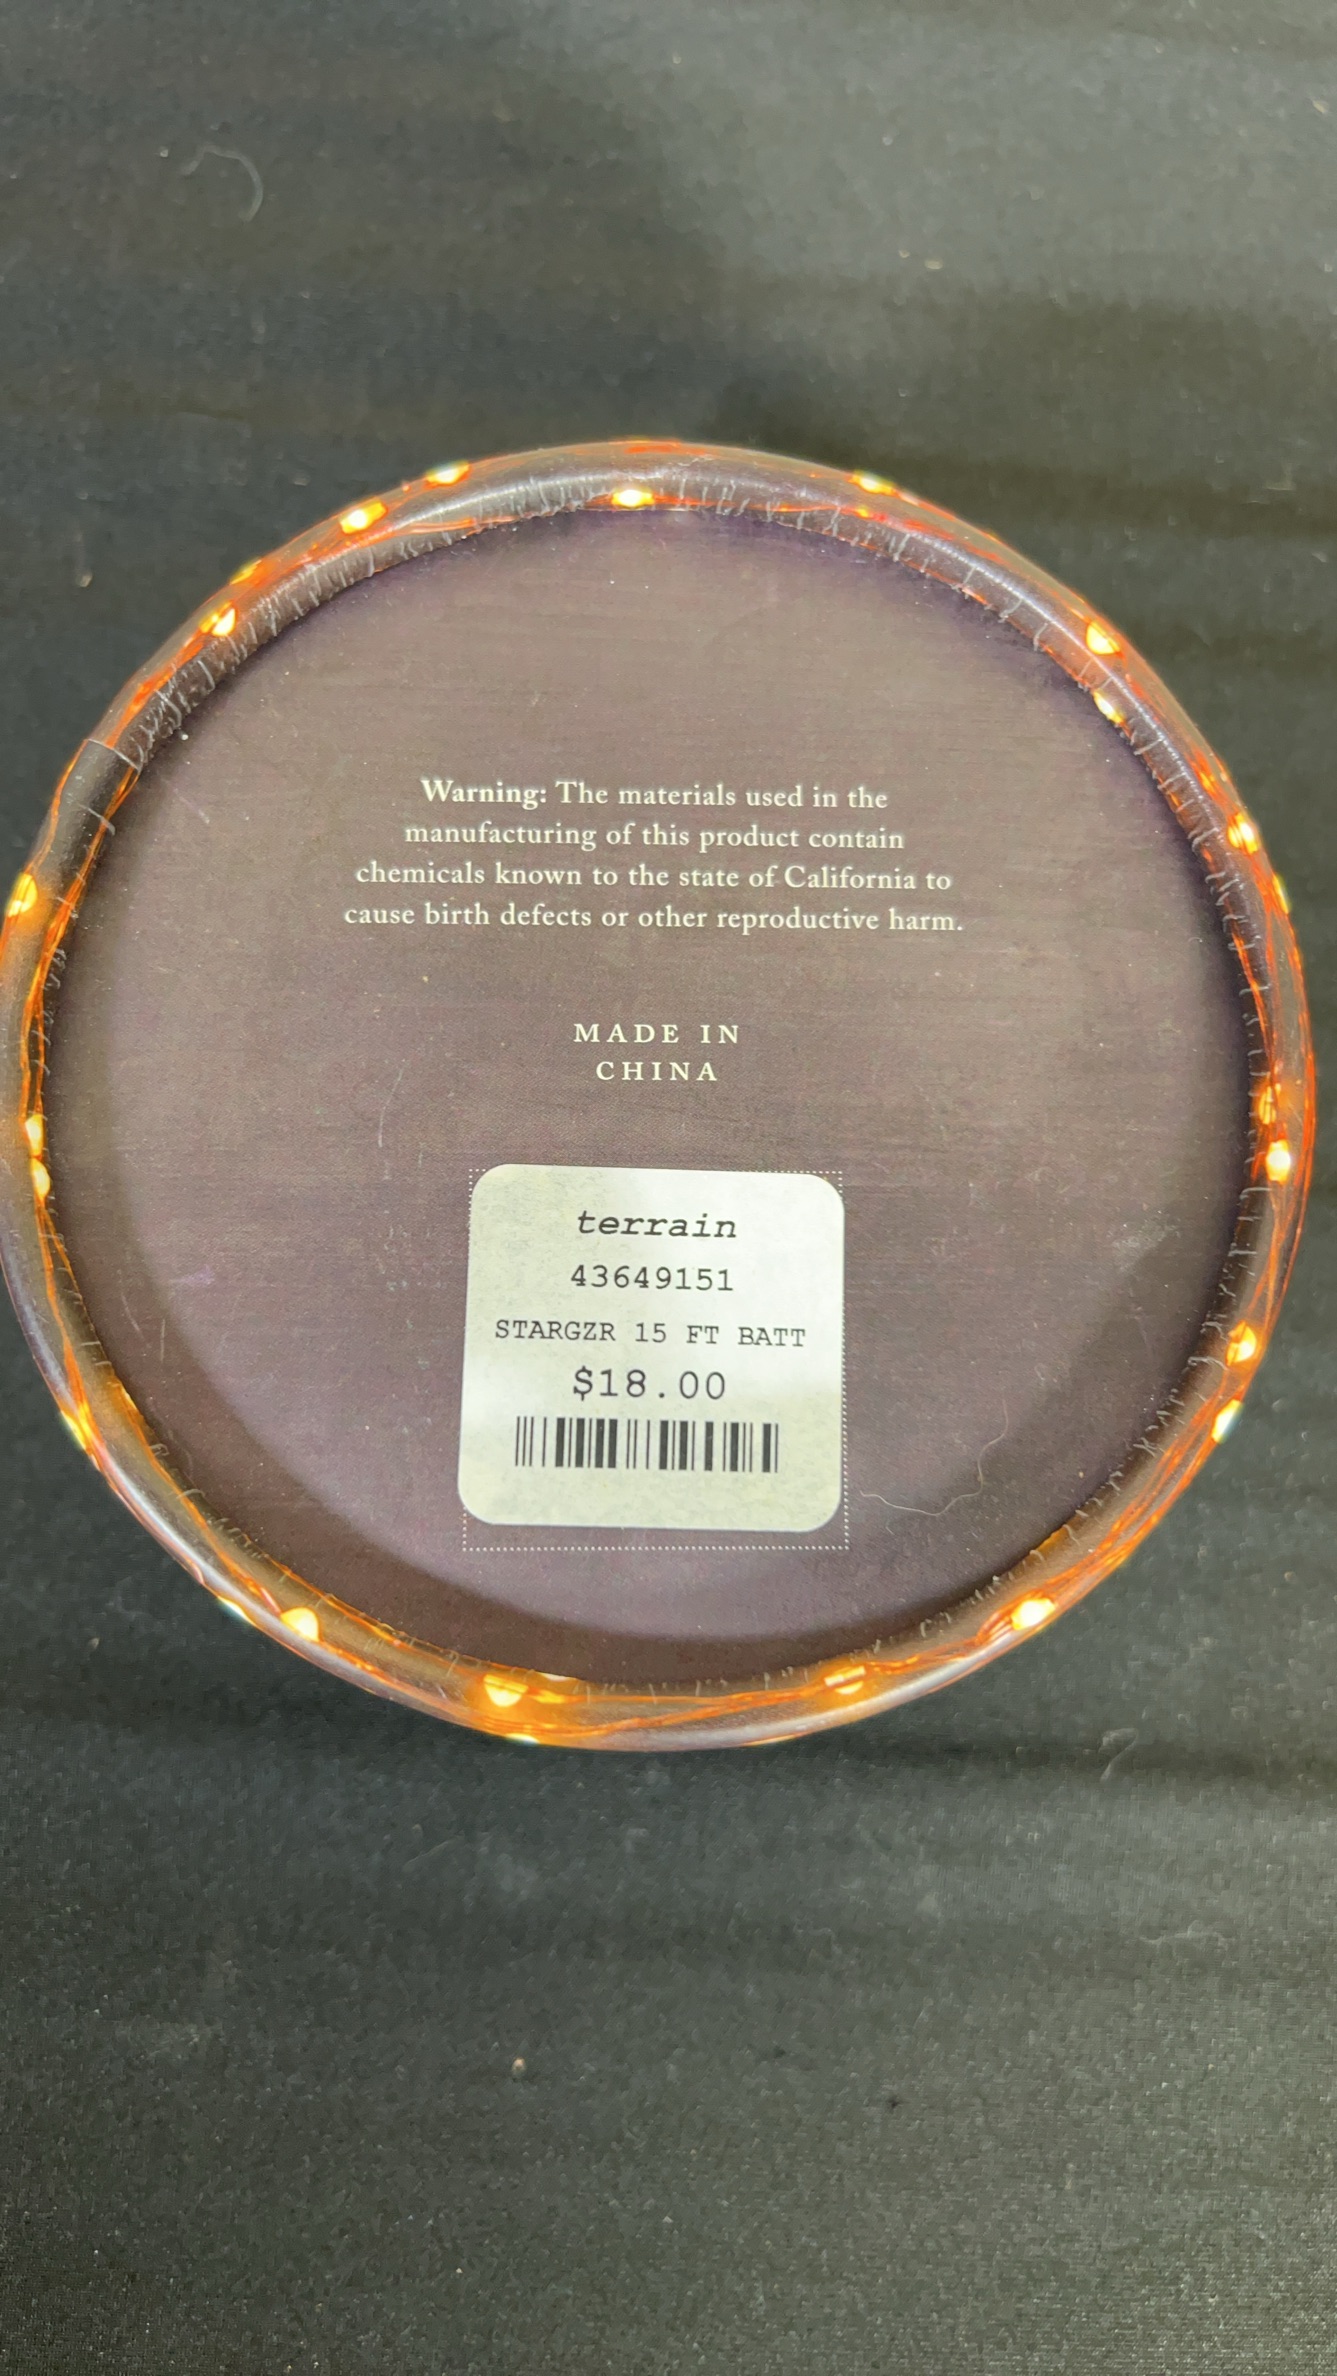 Warning: The materials used in the
manufacturing of this product contain
chemicals known to the state of California to
cause birth defects or other reproductive harm.
MADE IN
CHINA
terrain
43649151
STARGZR 15 FT BATT
$18.00